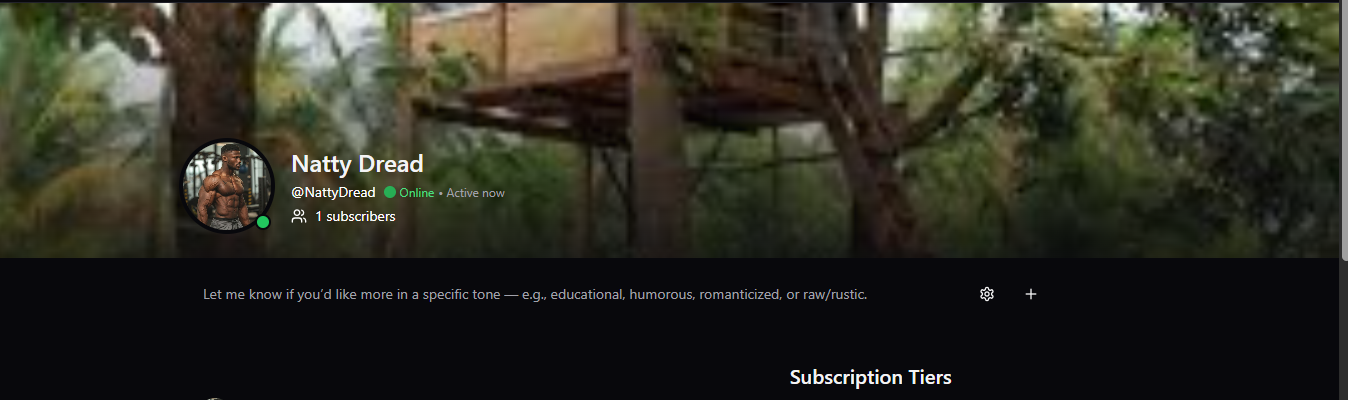 Natty Dread
@NattyDread Online • Active now
1 subscribers
Let me know if you’d like more in a specific tone — e.g., educational, humorous, romanticized, or raw/rustic.
Subscription Tiers